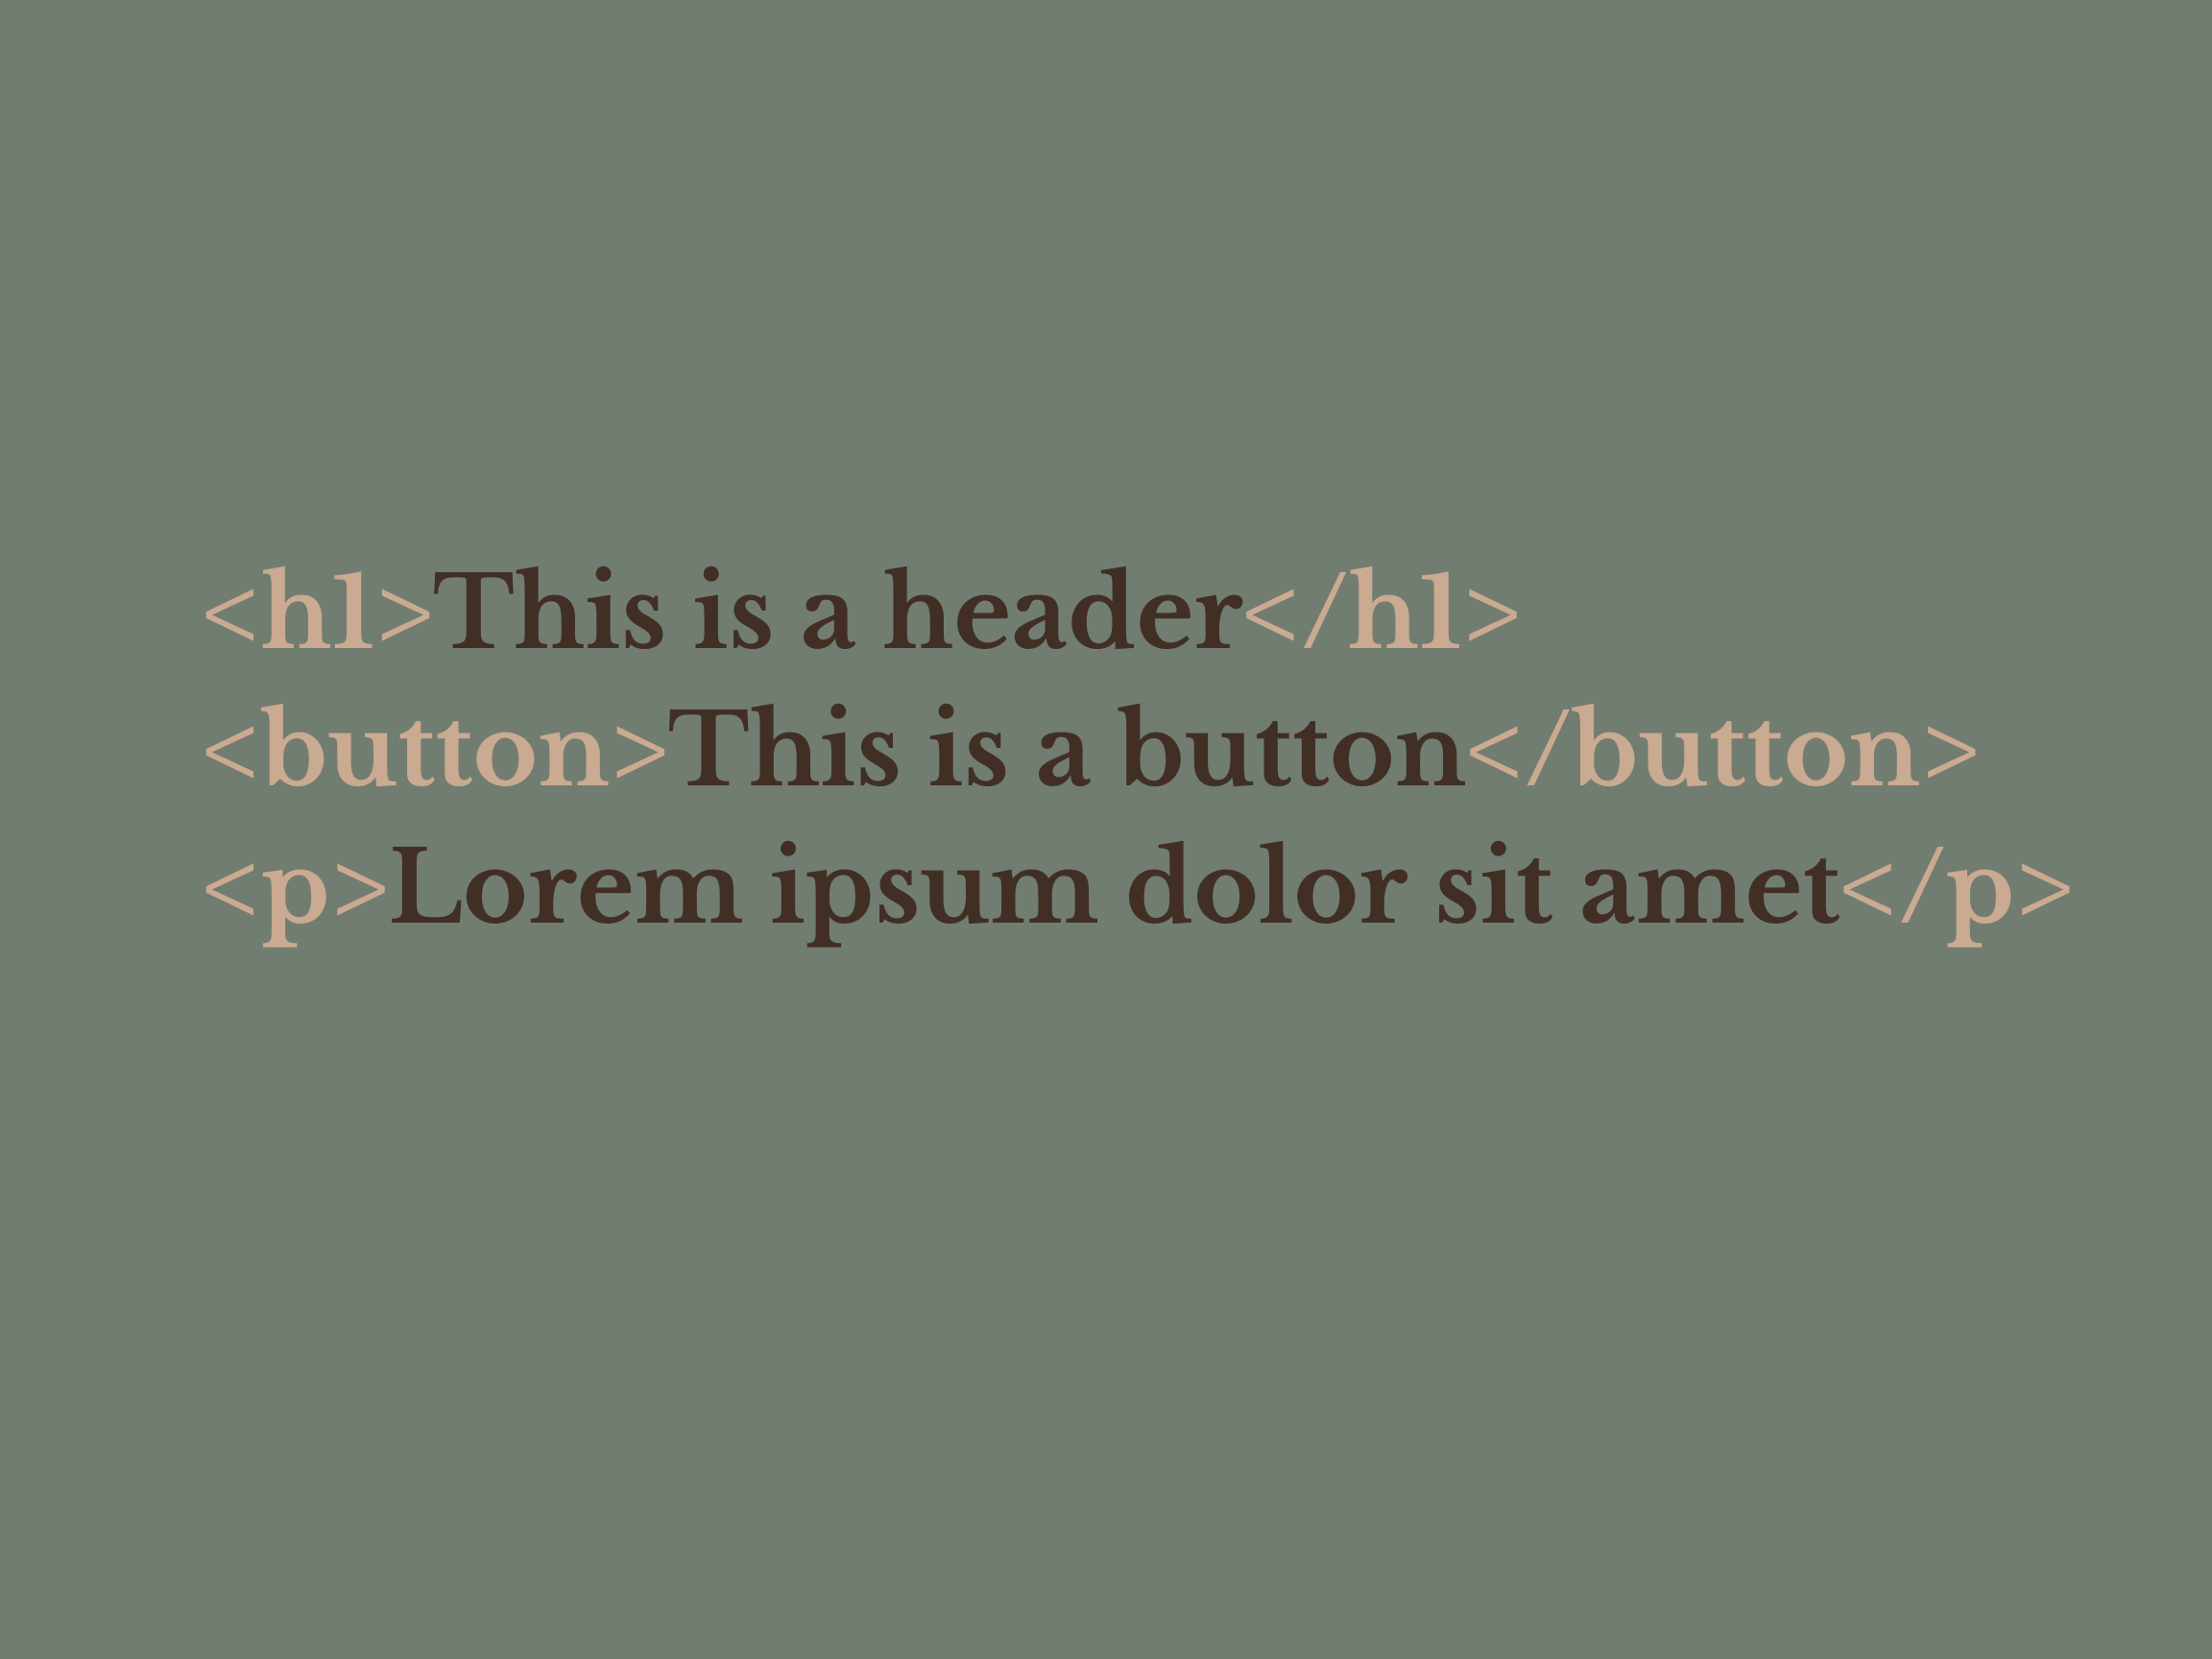 <h1>This is a header</h1>
<button>This is a button</button>
<p>Lorem ipsum dolor sit amet</p>